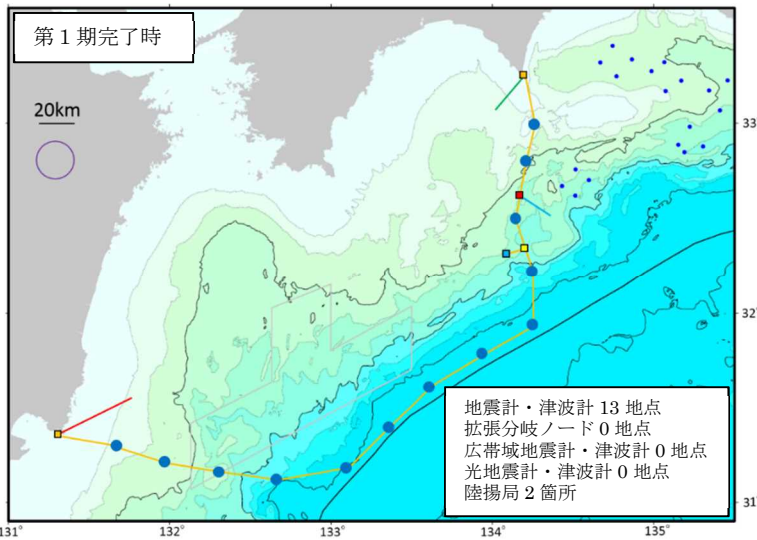 第1期完了時
20km
33
32
31
131°
132°
133°
134°
135°
地震計・津波計 13 地点
拡張分岐ノード 0 地点
広帯域地震計・津波計 0 地点
光地震計・津波計 0 地点
陸揚局 2 箇所